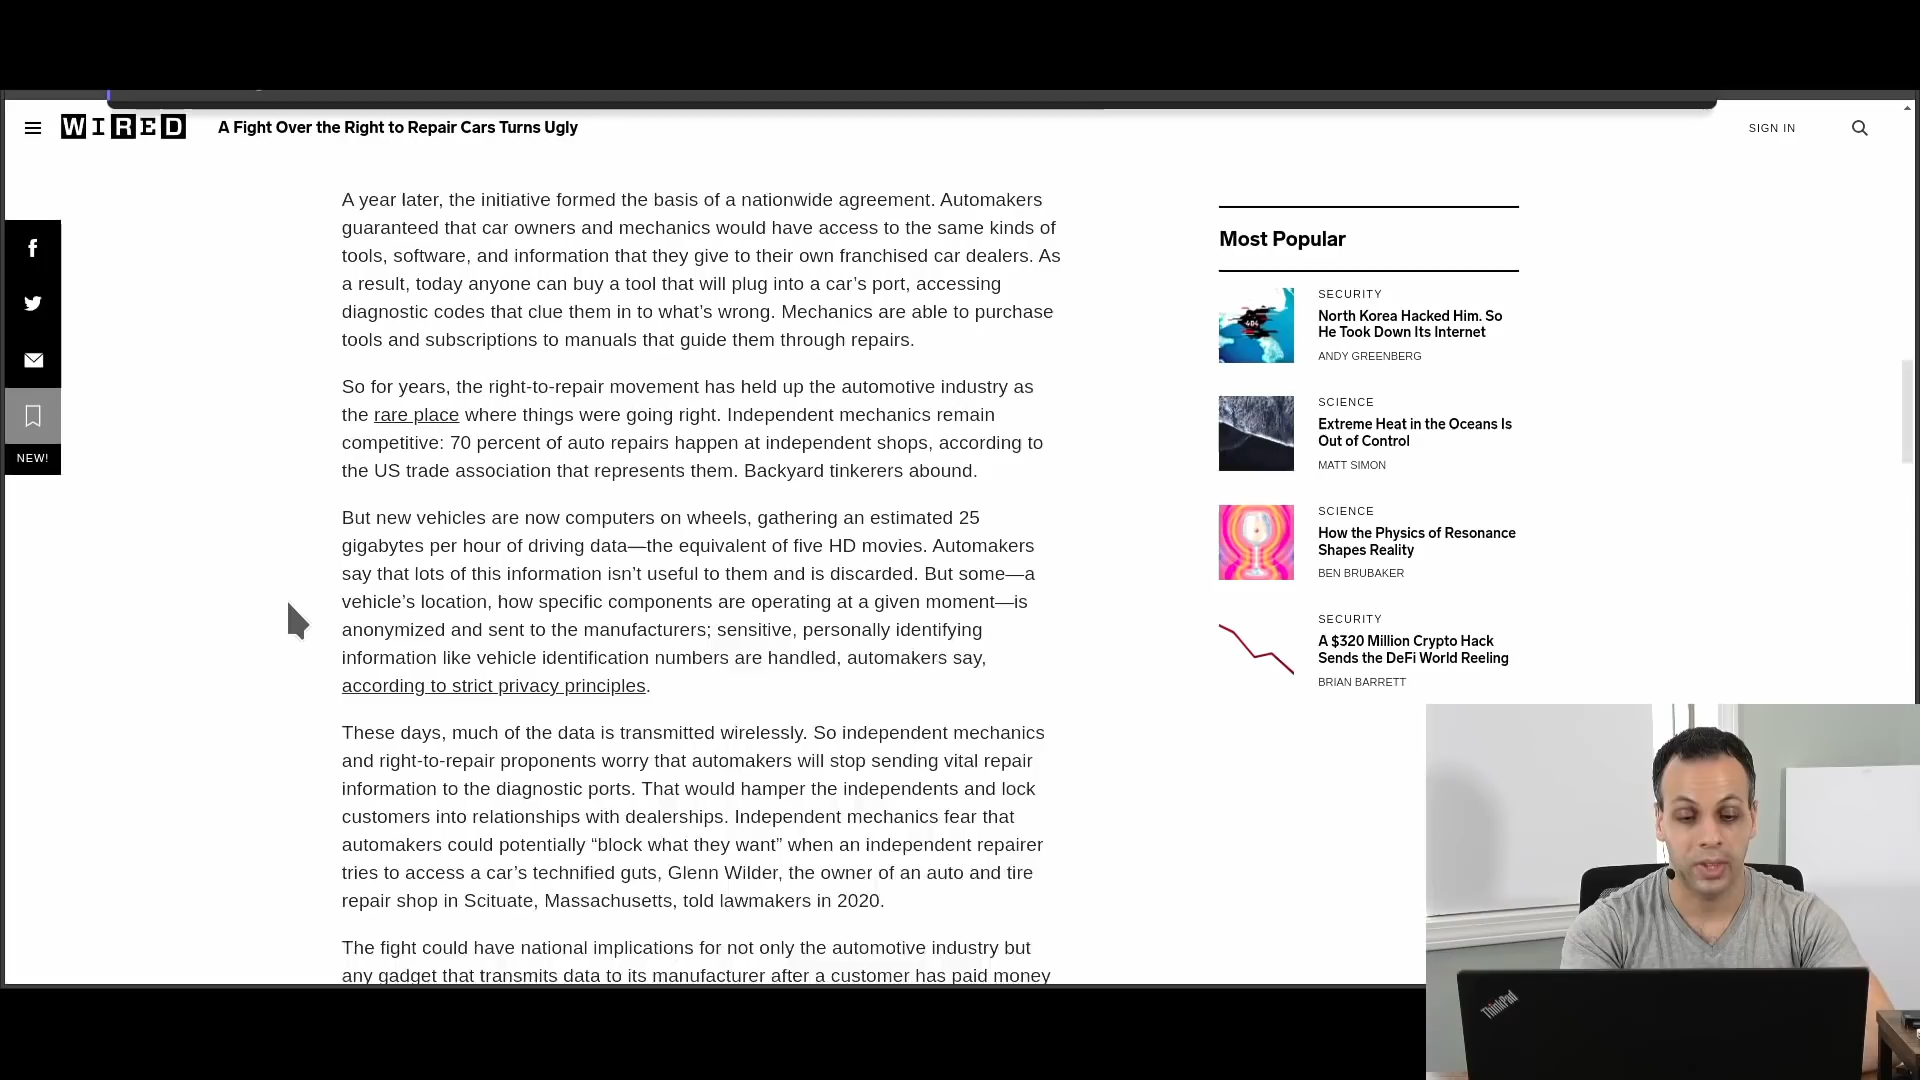 WIRED
A Fight Over the Right to Repair Cars Turns Ugly
SIGN IN
NEW!
A year later, the initiative formed the basis of a nationwide agreement. Automakers
guaranteed that car owners and mechanics would have access to the same kinds of
tools, software, and information that they give to their own franchised car dealers. As
a result, today anyone can buy a tool that will plug into a car’s port, accessing
diagnostic codes that clue them in to what’s wrong. Mechanics are able to purchase
tools and subscriptions to manuals that guide them through repairs.
So for years, the right-to-repair movement has held up the automotive industry as
the rare place where things were going right. Independent mechanics remain
competitive: 70 percent of auto repairs happen at independent shops, according to
the US trade association that represents them. Backyard tinkerers abound.
But new vehicles are now computers on wheels, gathering an estimated 25
gigabytes per hour of driving data—the equivalent of five HD movies. Automakers
say that lots of this information isn’t useful to them and is discarded. But some—a
vehicle’s location, how specific components are operating at a given moment—is
anonymized and sent to the manufacturers; sensitive, personally identifying
information like vehicle identification numbers are handled, automakers say,
according to strict privacy principles.
These days, much of the data is transmitted wirelessly. So independent mechanics
and right-to-repair proponents worry that automakers will stop sending vital repair
information to the diagnostic ports. That would hamper the independents and lock
customers into relationships with dealerships. Independent mechanics fear that
automakers could potentially “block what they want” when an independent repairer
tries to access a car’s technified guts, Glenn Wilder, the owner of an auto and tire
repair shop in Scituate, Massachusetts, told lawmakers in 2020.
The fight could have national implications for not only the automotive industry but
any gadget that transmits data to its manufacturer after a customer has paid money
Most Popular
404
SECURITY
North Korea Hacked Him. So
He Took Down Its Internet
ANDY GREENBERG
SCIENCE
Extreme Heat in the Oceans Is
Out of Control
MATT SIMON
SCIENCE
How the Physics of Resonance
Shapes Reality
BEN BRUBAKER
SECURITY
A $320 Million Crypto Hack
Sends the DeFi World Reeling
BRIAN BARRETT
ThinkPad